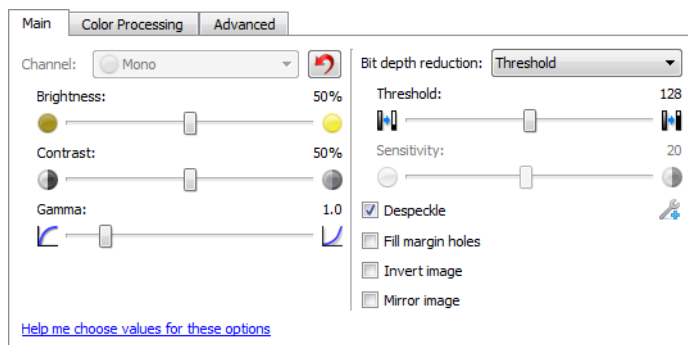 Main Color Processing Advanced
Channel: Mono
Brightness: 50%
Contrast: 50%
Gamma: 1.0
Help me choose values for these options
Bit depth reduction: Threshold
Threshold: 128
Sensitivity: 20
Despeckle
Fill margin holes
Invert image
Mirror image